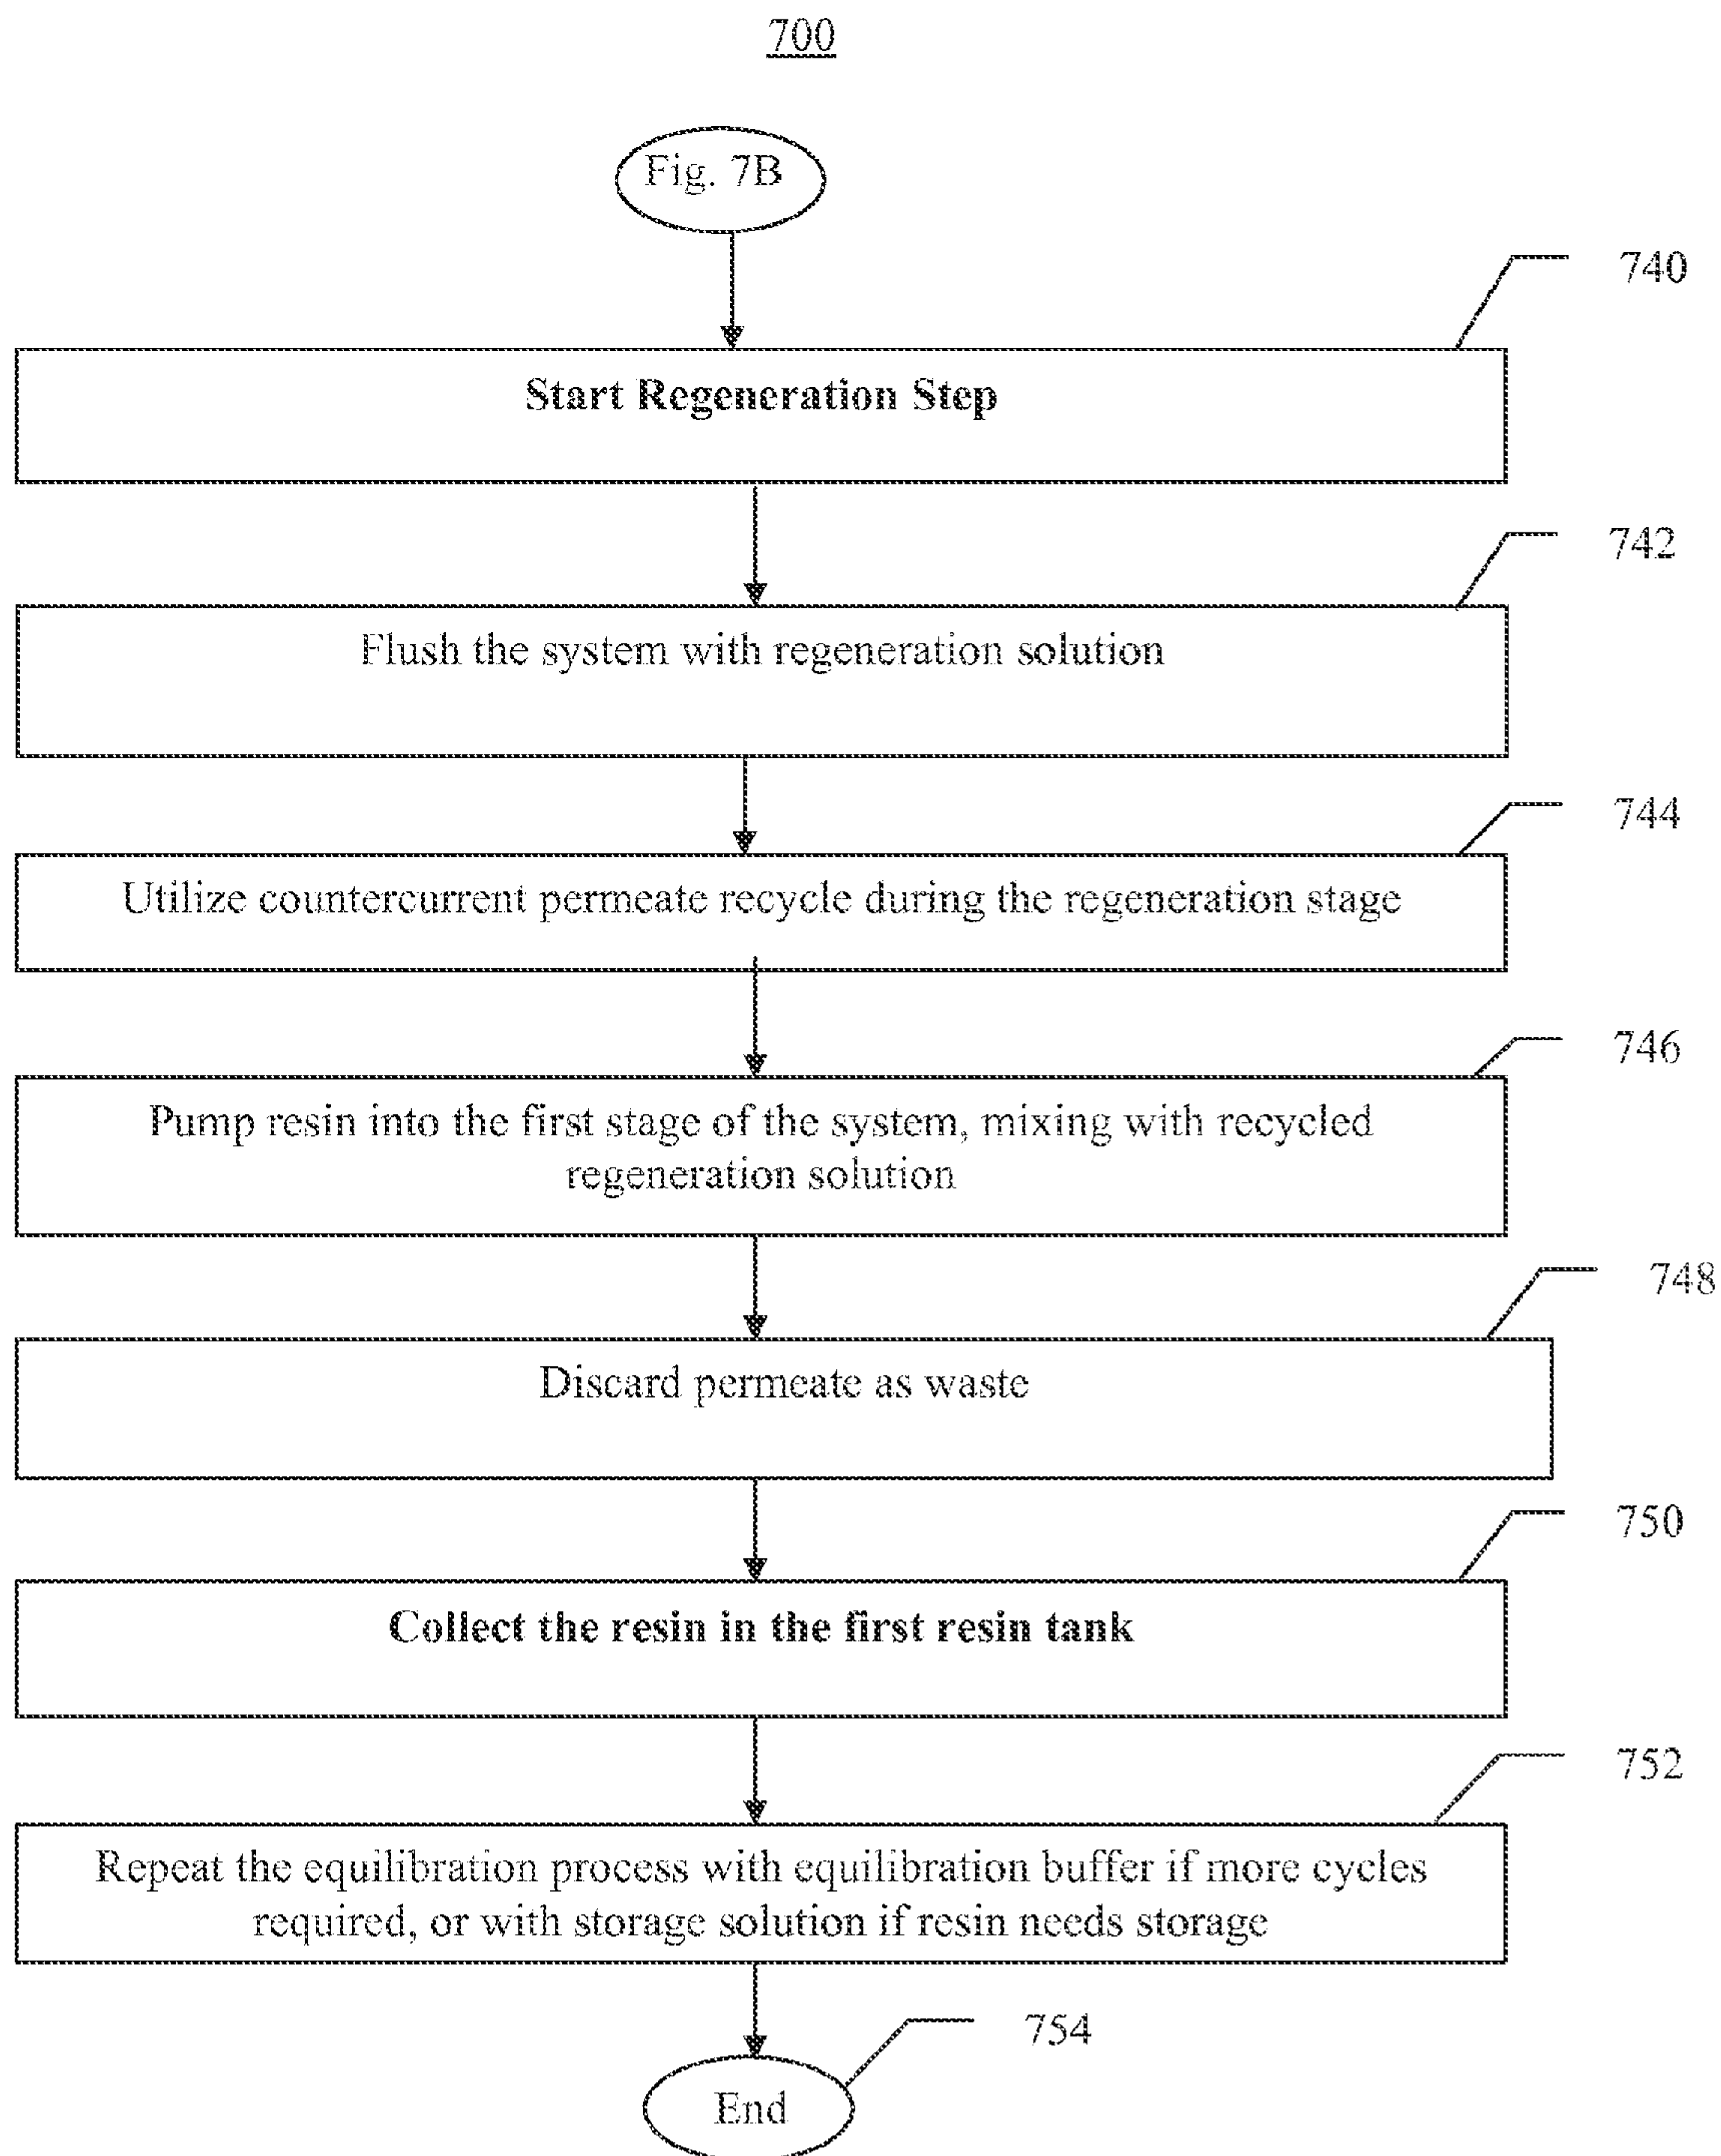 700
Fig. 7B
740
Start Regeneration Step
742
Flush the system with regeneration solution
744
Utilize countercurrent permeate recycle during the regeneration stage
746
Pump resin into the first stage of the system, mixing with recycled
regeneration solution
748
Discard permeate as waste
750
Collect the resin in the first resin tank
752
Repeat the equilibration process with equilibration buffer if more cycles
required, or with storage solution if resin needs storage
754
End